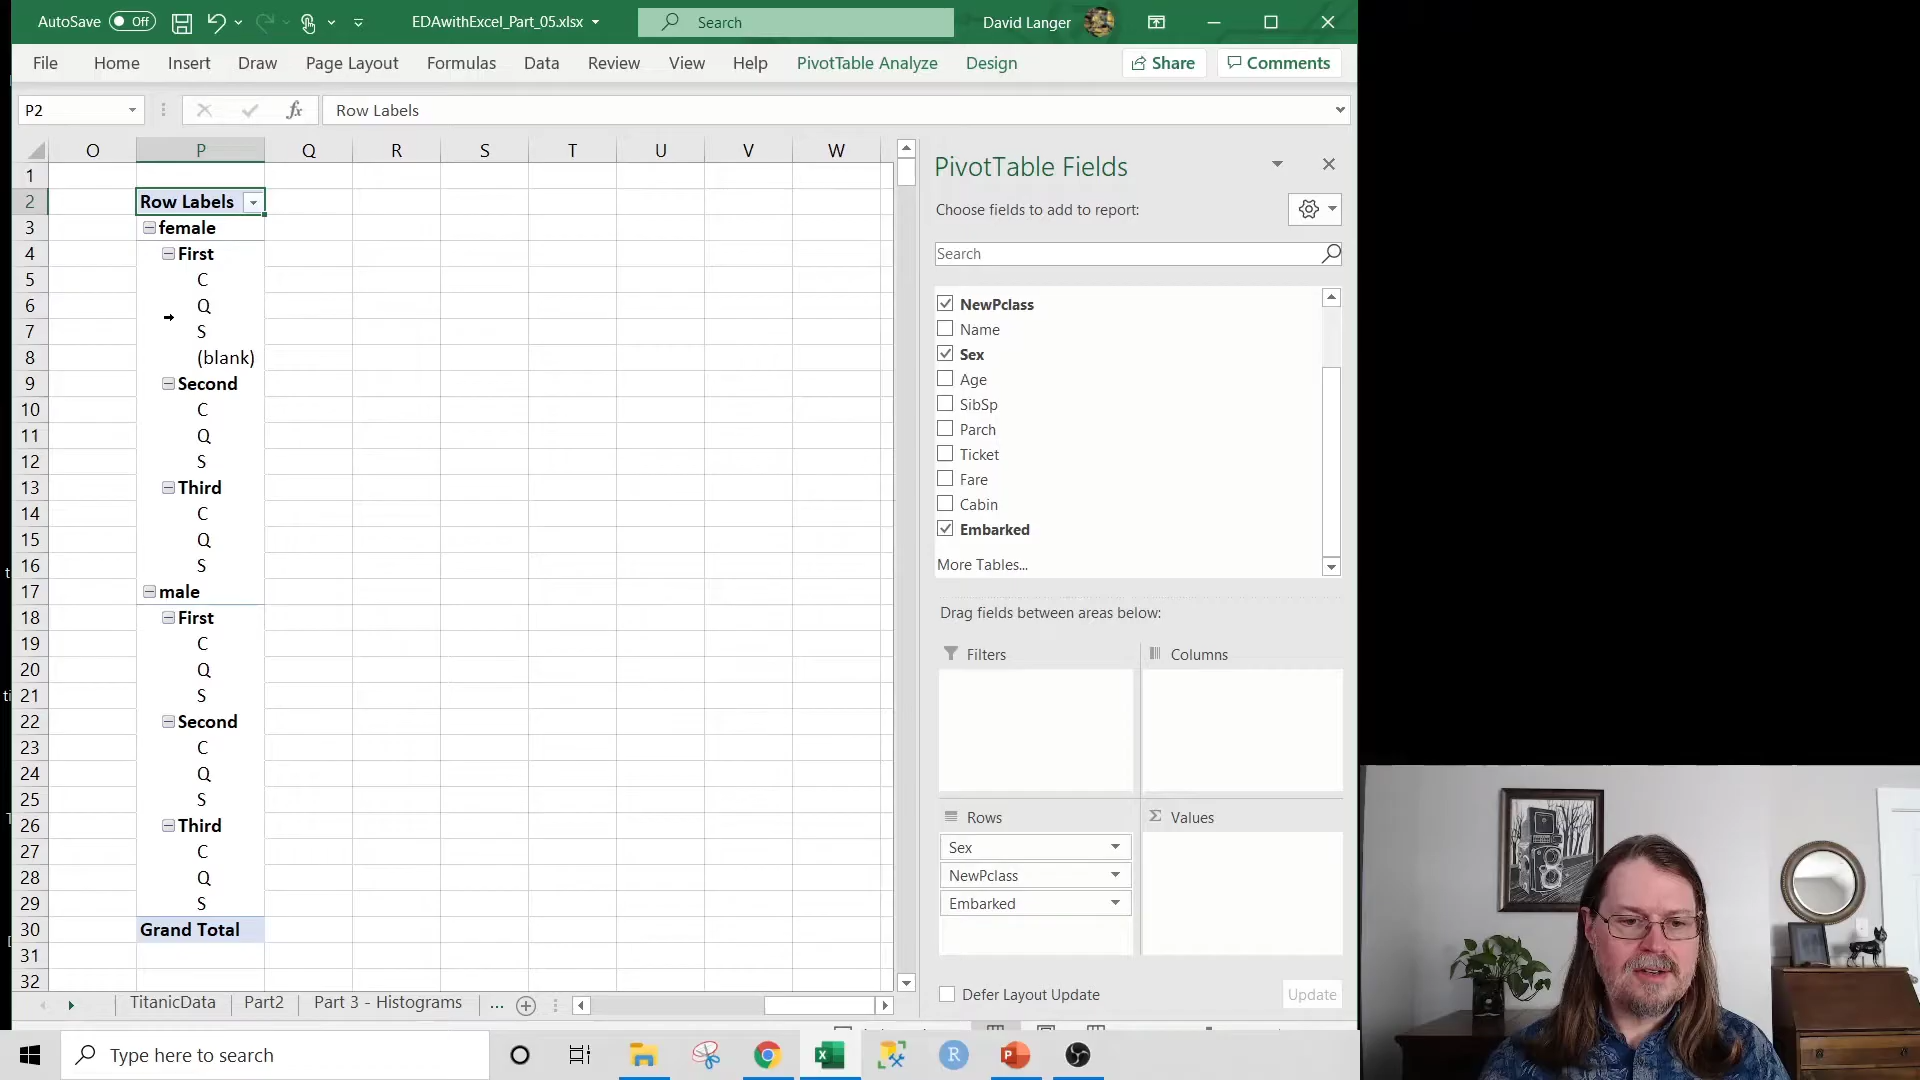 AutoSave Off
EDAwithExcel_Part_05.xlsx
Search
David Langer
File Home Insert Draw Page Layout Formulas Data Review View Help PivotTable Analyze Design Share Comments
P2
fx
Row Labels
O P Q R S T U V W
1
2 Row Labels
3 female
4 First
5 C
6 Q
7 S
8 (blank)
9 Second
10 C
11 Q
12 S
13 Third
14 C
15 Q
16 S
17 male
18 First
19 C
20 Q
21 S
22 Second
23 C
24 Q
25 S
26 Third
27 C
28 Q
29 S
30 Grand Total
31
32
TitanicData Part2 Part 3 - Histograms ...
PivotTable Fields
Choose fields to add to report:
Search
NewPclass
Name
Sex
Age
SibSp
Parch
Ticket
Fare
Cabin
Embarked
More Tables...
Drag fields between areas below:
Filters
Columns
Rows
Values
Sex
NewPclass
Embarked
Defer Layout Update
Update
Type here to search
R
P